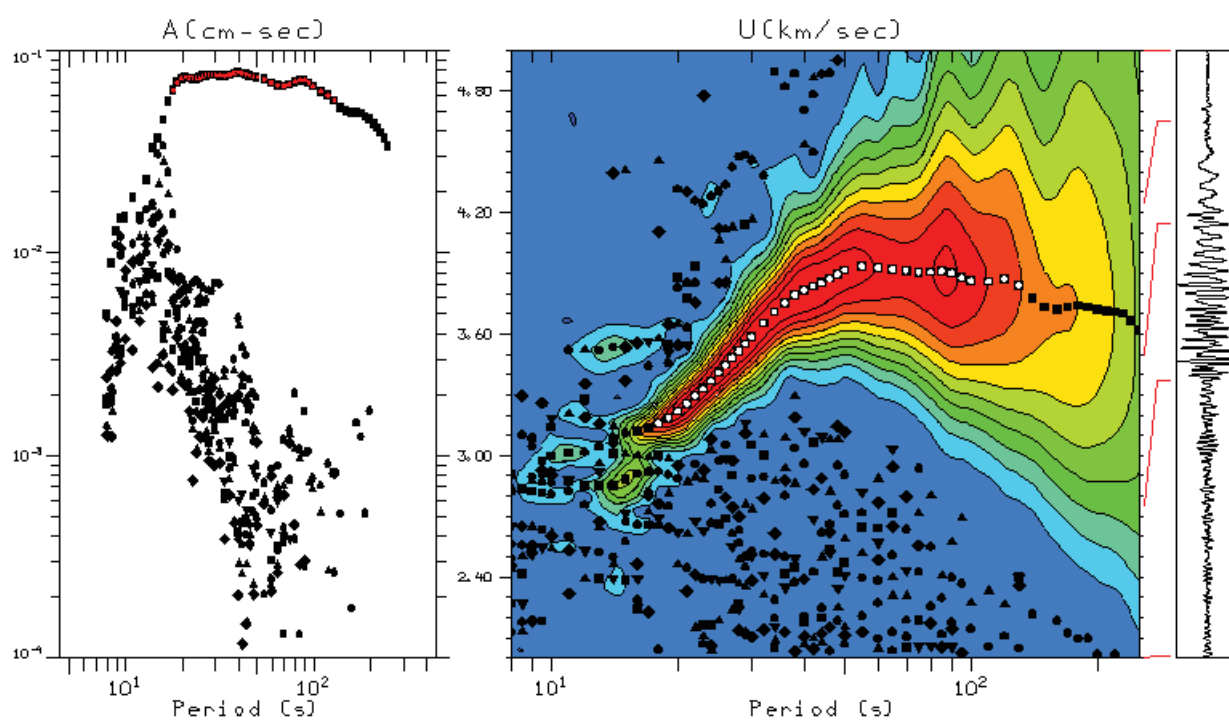 A(cm-sec)
U(km/sec)
10⁻¹
10⁻²
10⁻³
10⁻⁴
4.80
4.20
3.60
3.00
2.40
10¹ 10²
10¹ 10²
Period (s)
Period (s)